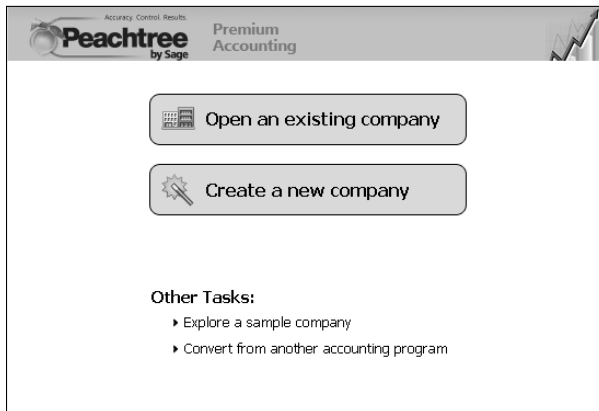 Accuracy. Control. Results.
Peachtree
by Sage
Premium
Accounting
Open an existing company
Create a new company
Other Tasks:
Explore a sample company
Convert from another accounting program